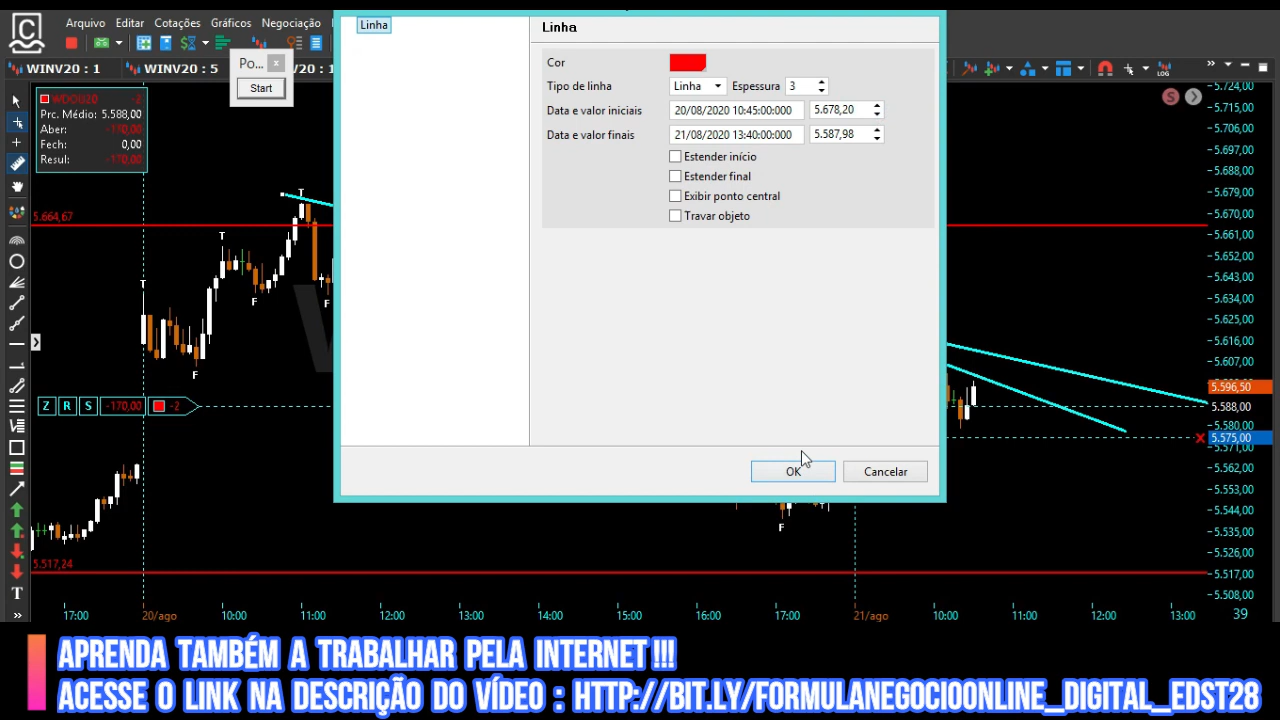 Arquivo Editar Cotações Gráficos Negociação
Linha
Linha
Po...
Start
WINV20 : 1
WINV20 : 5
20 : 1
LOG
WDOU20 -2
Prc. Médio: 5.588,00
Aber: -170,00
Fech: 0,00
Resul: -170,00
Cor
Tipo de linha Linha Espessura 3
Data e valor iniciais 20/08/2020 10:45:00:000 5.678,20
Data e valor finais 21/08/2020 13:40:00:000 5.587,98
Estender início
Estender final
Exibir ponto central
Travar objeto
OK Cancelar
S
5.724,00
5.715,00
5.706,00
5.697,00
5.688,00
5.679,00
5.670,00
5.661,00
5.652,00
5.643,00
5.634,00
5.625,00
5.616,00
5.607,00
5.596,50
5.588,00
5.580,00
5.575,00
5.571,00
5.562,00
5.553,00
5.544,00
5.535,00
5.526,00
5.517,00
5.508,00
5.664,67
T
T
T
F
F
F
Z R S -170,00 -2
F
5.517,24
T
17:00 20/ago 10:00 11:00 12:00 13:00 14:00 15:00 16:00 17:00 21/ago 10:00 11:00 12:00 13:00 39
APRENDA TAMBÉM A TRABALHAR PELA INTERNET!!!
ACESSE O LINK NA DESCRIÇÃO DO VÍDEO : HTTP://BIT.LY/FORMULANEGOCIOONLINE_DIGITAL_EDST28